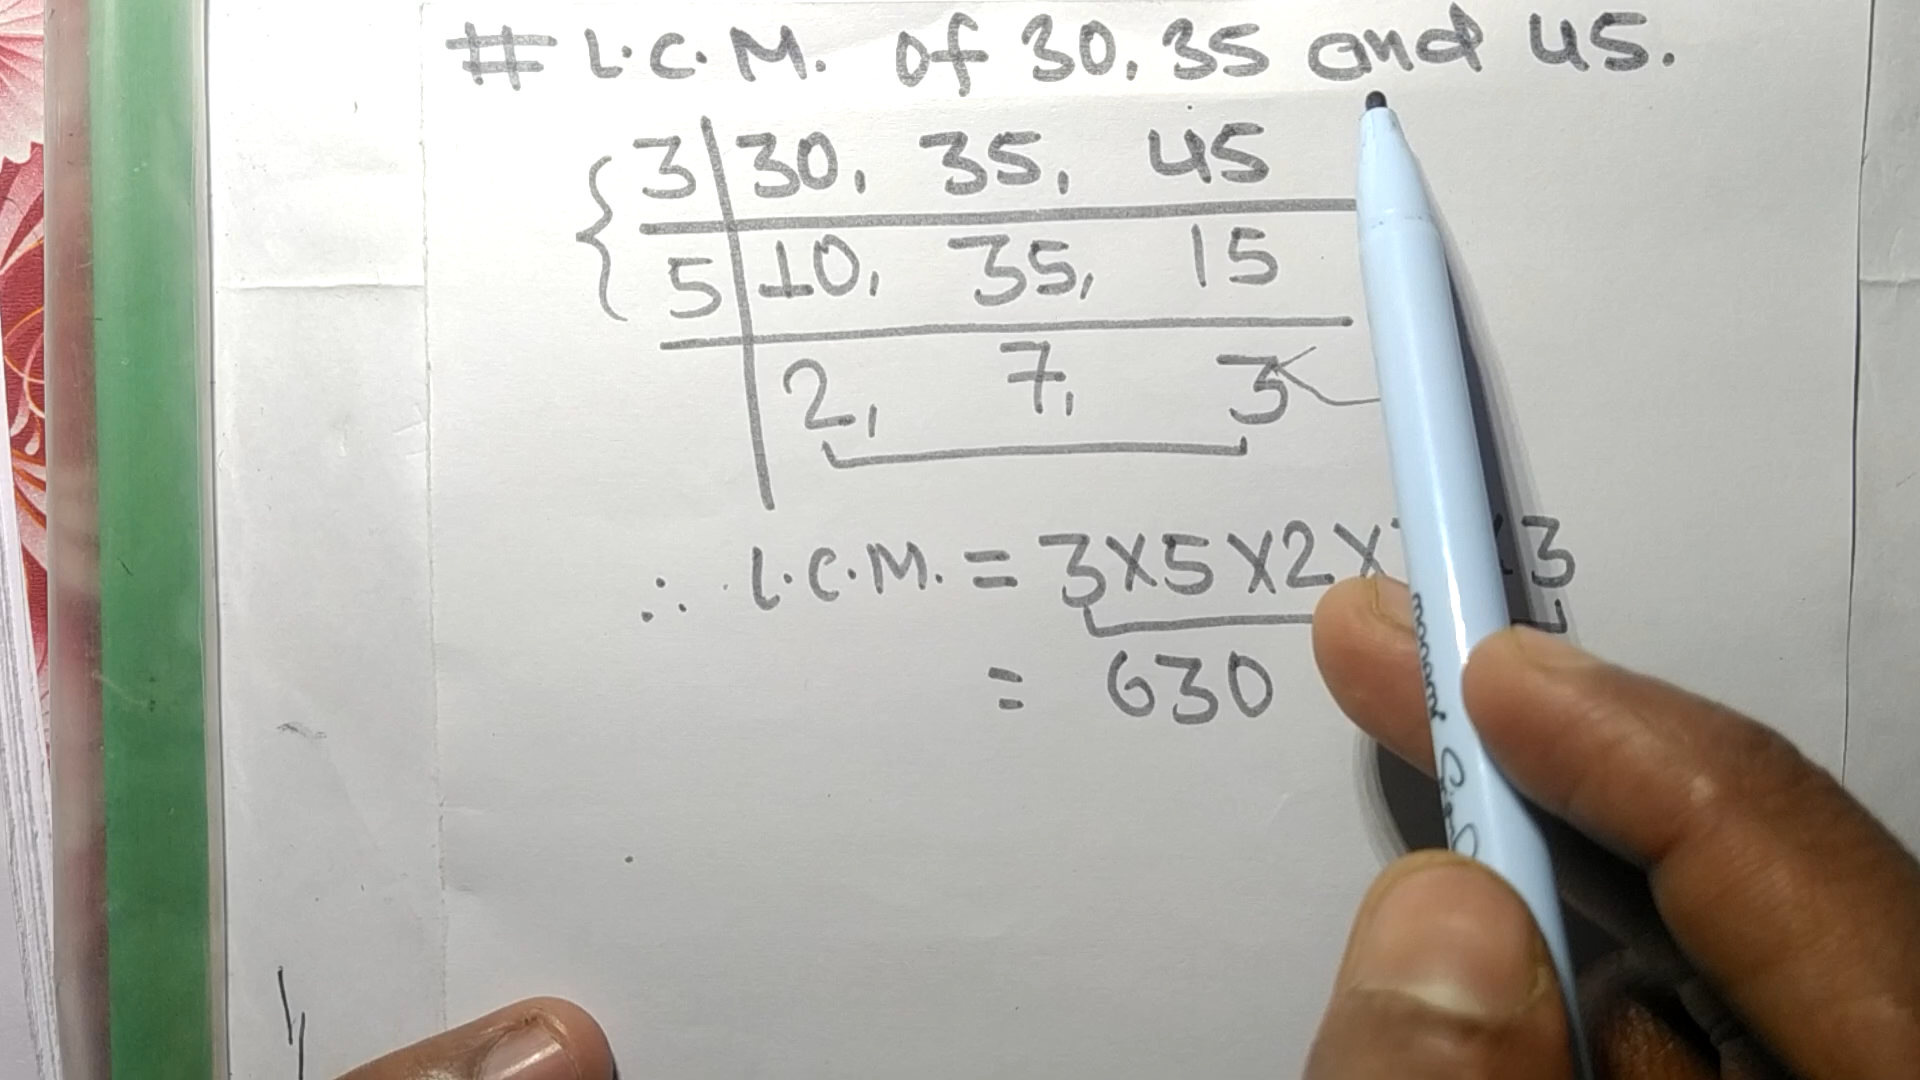 # L.C.M. of 30, 35 and 45.
3 | 30, 35, 45
5 | 10, 35, 15
2, 7, 3
∴ L.C.M. = 3×5×2× 3
= 630